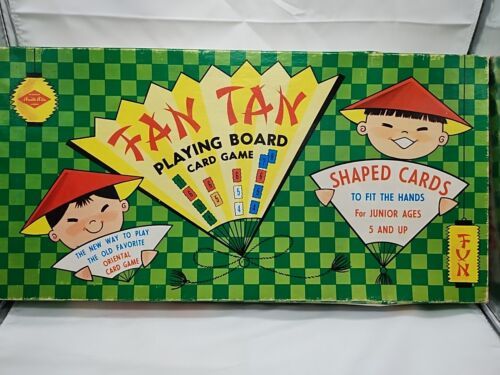 FAN TAN
PLAYING BOARD
CARD GAME
SHAPED CARDS
TO FIT THE HANDS
For JUNIOR AGES
5 AND UP
THE NEW WAY TO PLAY
THE OLD FAVORITE
ORIENTAL
CARD GAME
FUN